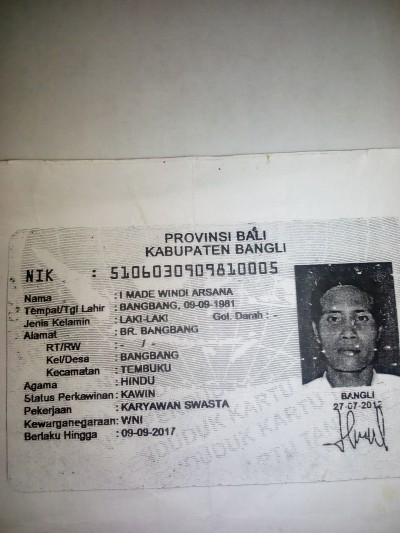 PROVINSI BALI
KABUPATEN BANGLI
NIK : 5106030909810005
Nama : I MADE WINDI ARSANA
Tempat/Tgl Lahir : BANGBANG, 09-09-1981
Jenis Kelamin : LAKI-LAKI Gol. Darah : -
Alamat : BR. BANGBANG
RT/RW : - / -
Kel/Desa : BANGBANG
Kecamatan : TEMBUKU
Agama : HINDU
Status Perkawinan: KAWIN
Pekerjaan : KARYAWAN SWASTA
Kewarganegaraan: WNI
Berlaku Hingga : 09-09-2017
BANGLI
27-07-2012